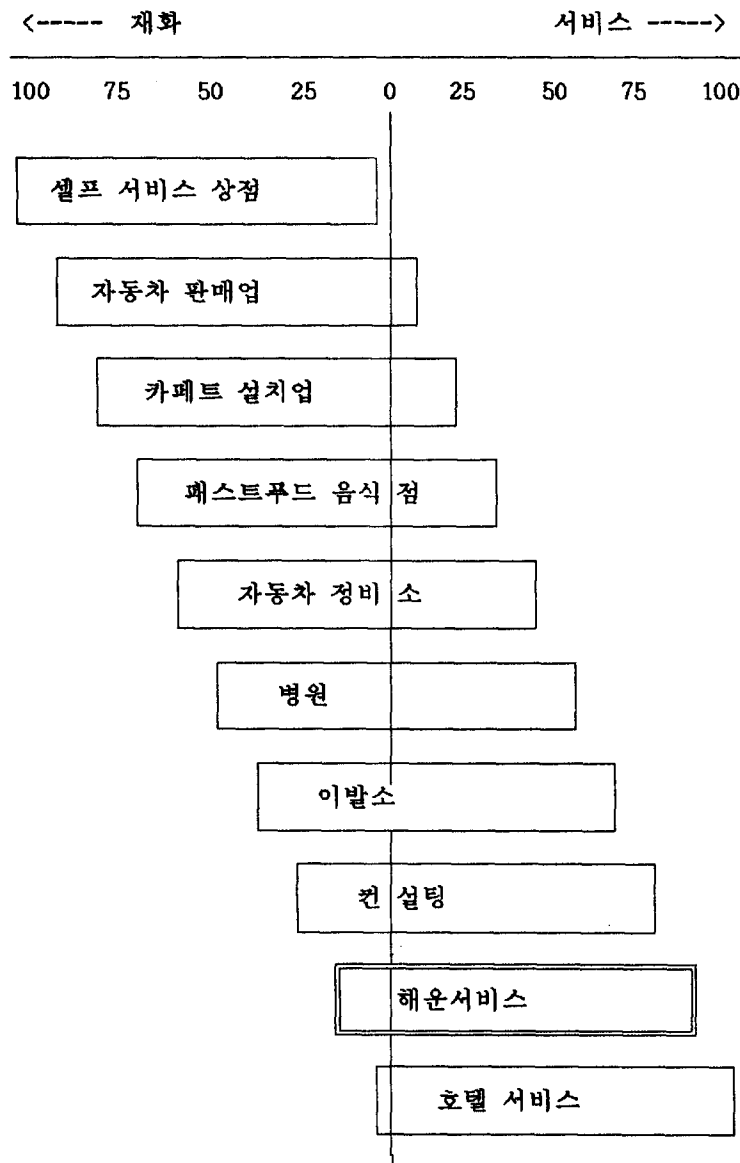 <----- 재화 서비스 ----->
100 75 50 25 0 25 50 75 100
셀프 서비스 상점
자동차 판매업
카페트 설치업
패스트푸드 음식 점
자동차 정비 소
병원
이발소
컨 설팅
해운서비스
호텔 서비스